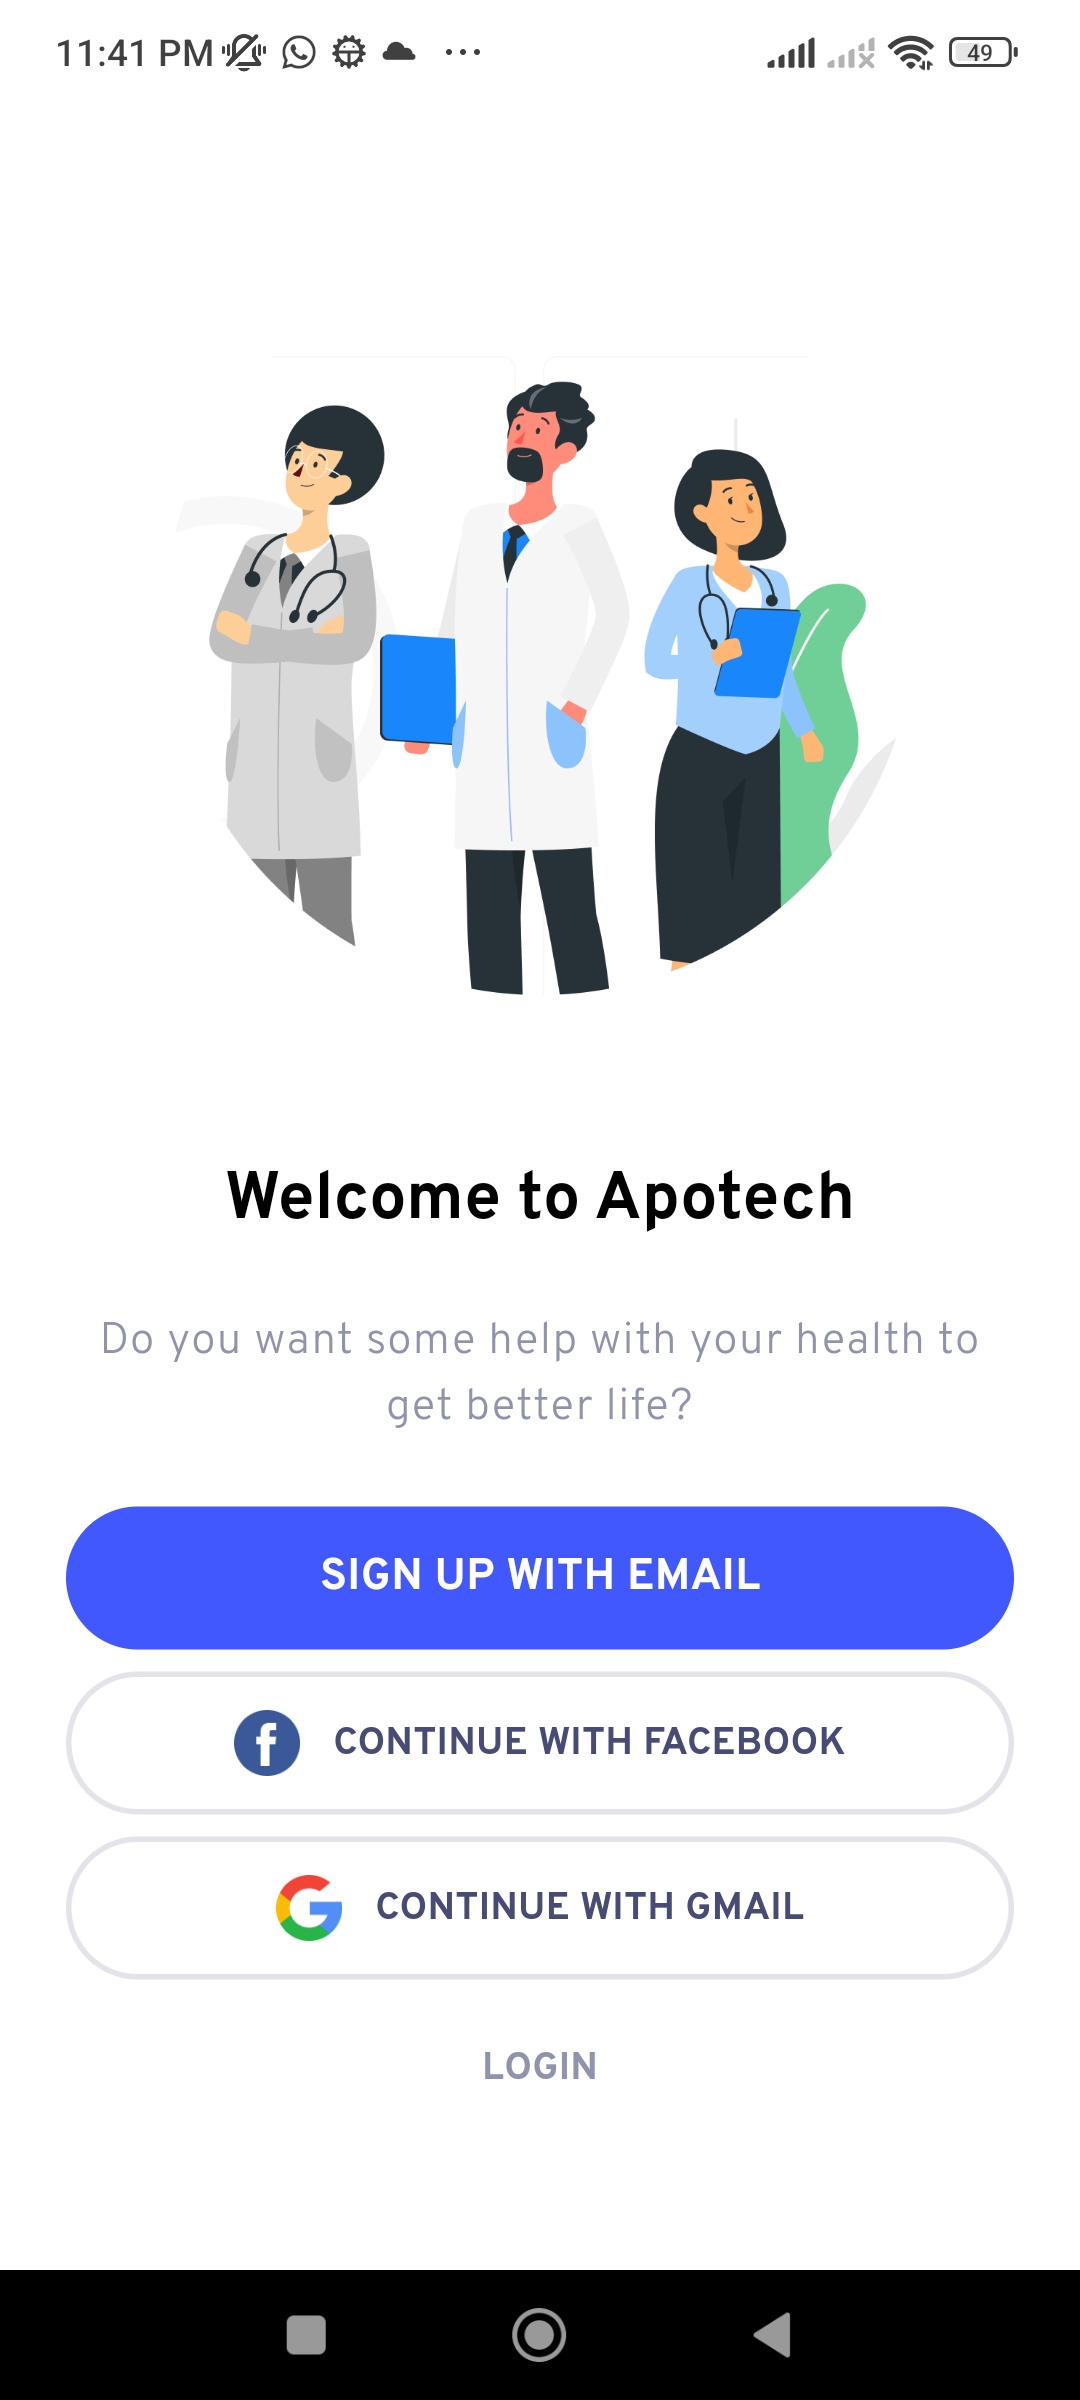 11:41 PM
49
Welcome to Apotech
Do you want some help with your health to
get better life?
SIGN UP WITH EMAIL
CONTINUE WITH FACEBOOK
CONTINUE WITH GMAIL
LOGIN